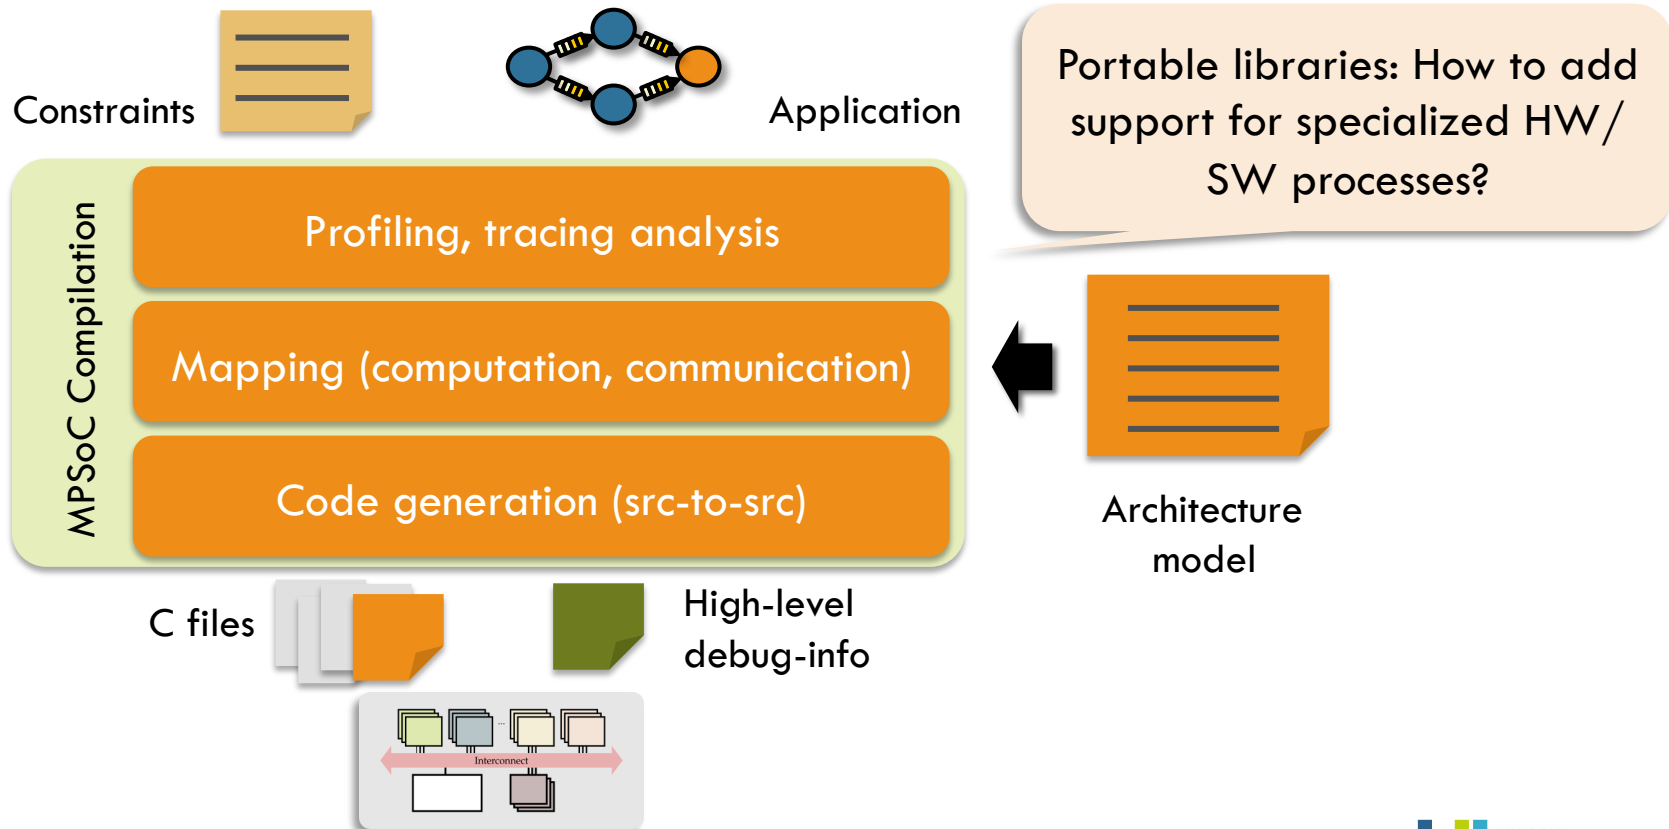 Constraints
Application
Portable libraries: How to add
support for specialized HW/
SW processes?
MPSoC Compilation
Profiling, tracing analysis
Mapping (computation, communication)
Code generation (src-to-src)
Architecture
model
C files
High-level
debug-info
...
Interconnect